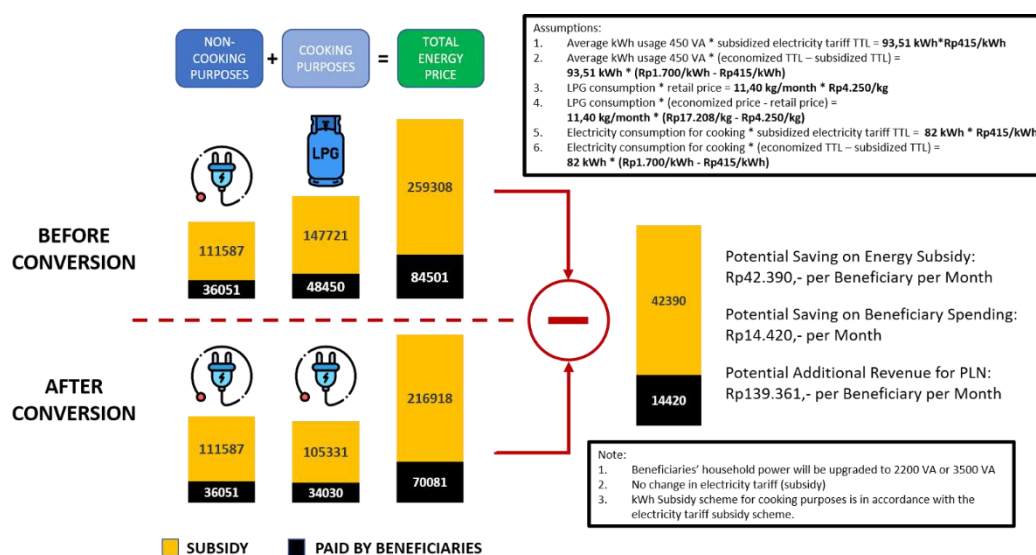 NON-
COOKING
PURPOSES
+
COOKING
PURPOSES
=
TOTAL
ENERGY
PRICE
Assumptions:
1. Average kWh usage 450 VA * subsidized electricity tariff TTL = 93,51 kWh*Rp415/kWh
2. Average kWh usage 450 VA * (economized TTL – subsidized TTL) =
93,51 kWh * (Rp1.700/kWh - Rp415/kWh)
3. LPG consumption * retail price = 11,40 kg/month * Rp4.250/kg
4. LPG consumption * (economized price - retail price) =
11,40 kg/month * (Rp17.208/kg - Rp4.250/kg)
5. Electricity consumption for cooking * subsidized electricity tariff TTL = 82 kWh * Rp415/kWh
6. Electricity consumption for cooking * (economized TTL – subsidized TTL) =
82 kWh * (Rp1.700/kWh - Rp415/kWh)
LPG
BEFORE
CONVERSION
111587
36051
147721
48450
259308
84501
AFTER
CONVERSION
111587
36051
105331
34030
216918
70081
42390
14420
Potential Saving on Energy Subsidy:
Rp42.390,- per Beneficiary per Month
Potential Saving on Beneficiary Spending:
Rp14.420,- per Month
Potential Additional Revenue for PLN:
Rp139.361,- per Beneficiary per Month
Note:
1. Beneficiaries' household power will be upgraded to 2200 VA or 3500 VA
2. No change in electricity tariff (subsidy)
3. kWh Subsidy scheme for cooking purposes is in accordance with the
electricity tariff subsidy scheme.
SUBSIDY
PAID BY BENEFICIARIES